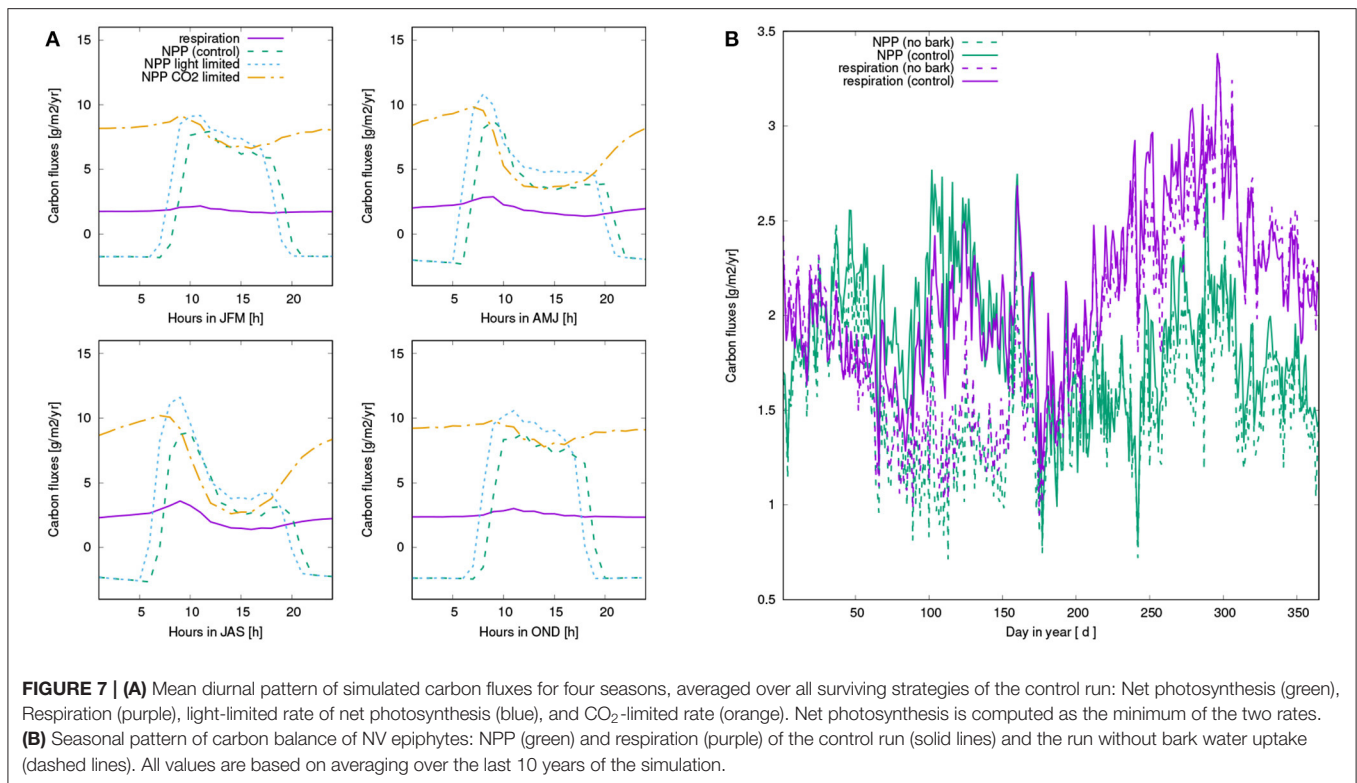 A
respiration
NPP (control)
NPP light limited
NPP CO2 limited
Carbon fluxes [g/m2/yr]
15
10
5
0
5 10 15 20
Hours in JFM [h]
Carbon fluxes [g/m2/yr]
15
10
5
0
5 10 15 20
Hours in AMJ [h]
Carbon fluxes [g/m2/yr]
15
10
5
0
5 10 15 20
Hours in JAS [h]
Carbon fluxes [g/m2/yr]
15
10
5
0
5 10 15 20
Hours in OND [h]
B
NPP (no bark)
NPP (control)
respiration (no bark)
respiration (control)
Carbon fluxes [g/m2/yr]
3.5
3
2.5
2
1.5
1
0.5
50 100 150 200 250 300 350
Day in year [ d ]
FIGURE 7 | (A) Mean diurnal pattern of simulated carbon fluxes for four seasons, averaged over all surviving strategies of the control run: Net photosynthesis (green),
Respiration (purple), light-limited rate of net photosynthesis (blue), and CO2-limited rate (orange). Net photosynthesis is computed as the minimum of the two rates.
(B) Seasonal pattern of carbon balance of NV epiphytes: NPP (green) and respiration (purple) of the control run (solid lines) and the run without bark water uptake
(dashed lines). All values are based on averaging over the last 10 years of the simulation.